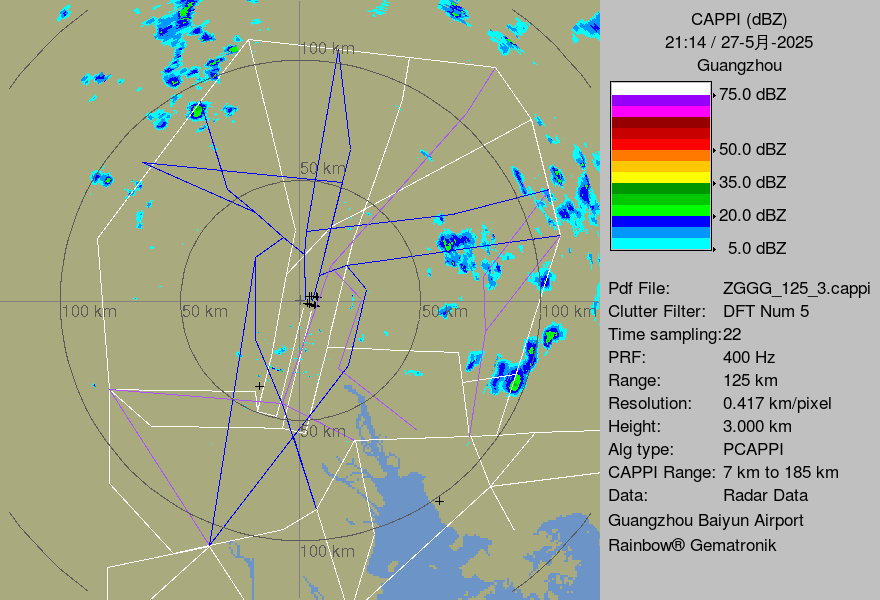 CAPPI (dBZ)
21:14 / 27-5月-2025
Guangzhou
75.0 dBZ
50.0 dBZ
35.0 dBZ
20.0 dBZ
5.0 dBZ
Pdf File: ZGGG_125_3.cappi
Clutter Filter: DFT Num 5
Time sampling:22
PRF: 400 Hz
Range: 125 km
Resolution: 0.417 km/pixel
Height: 3.000 km
Alg type: PCAPPI
CAPPI Range: 7 km to 185 km
Data: Radar Data
Guangzhou Baiyun Airport
Rainbow® Gematronik
100 km
50 km
100 km
50 km
50 km
100 km
50 km
100 km